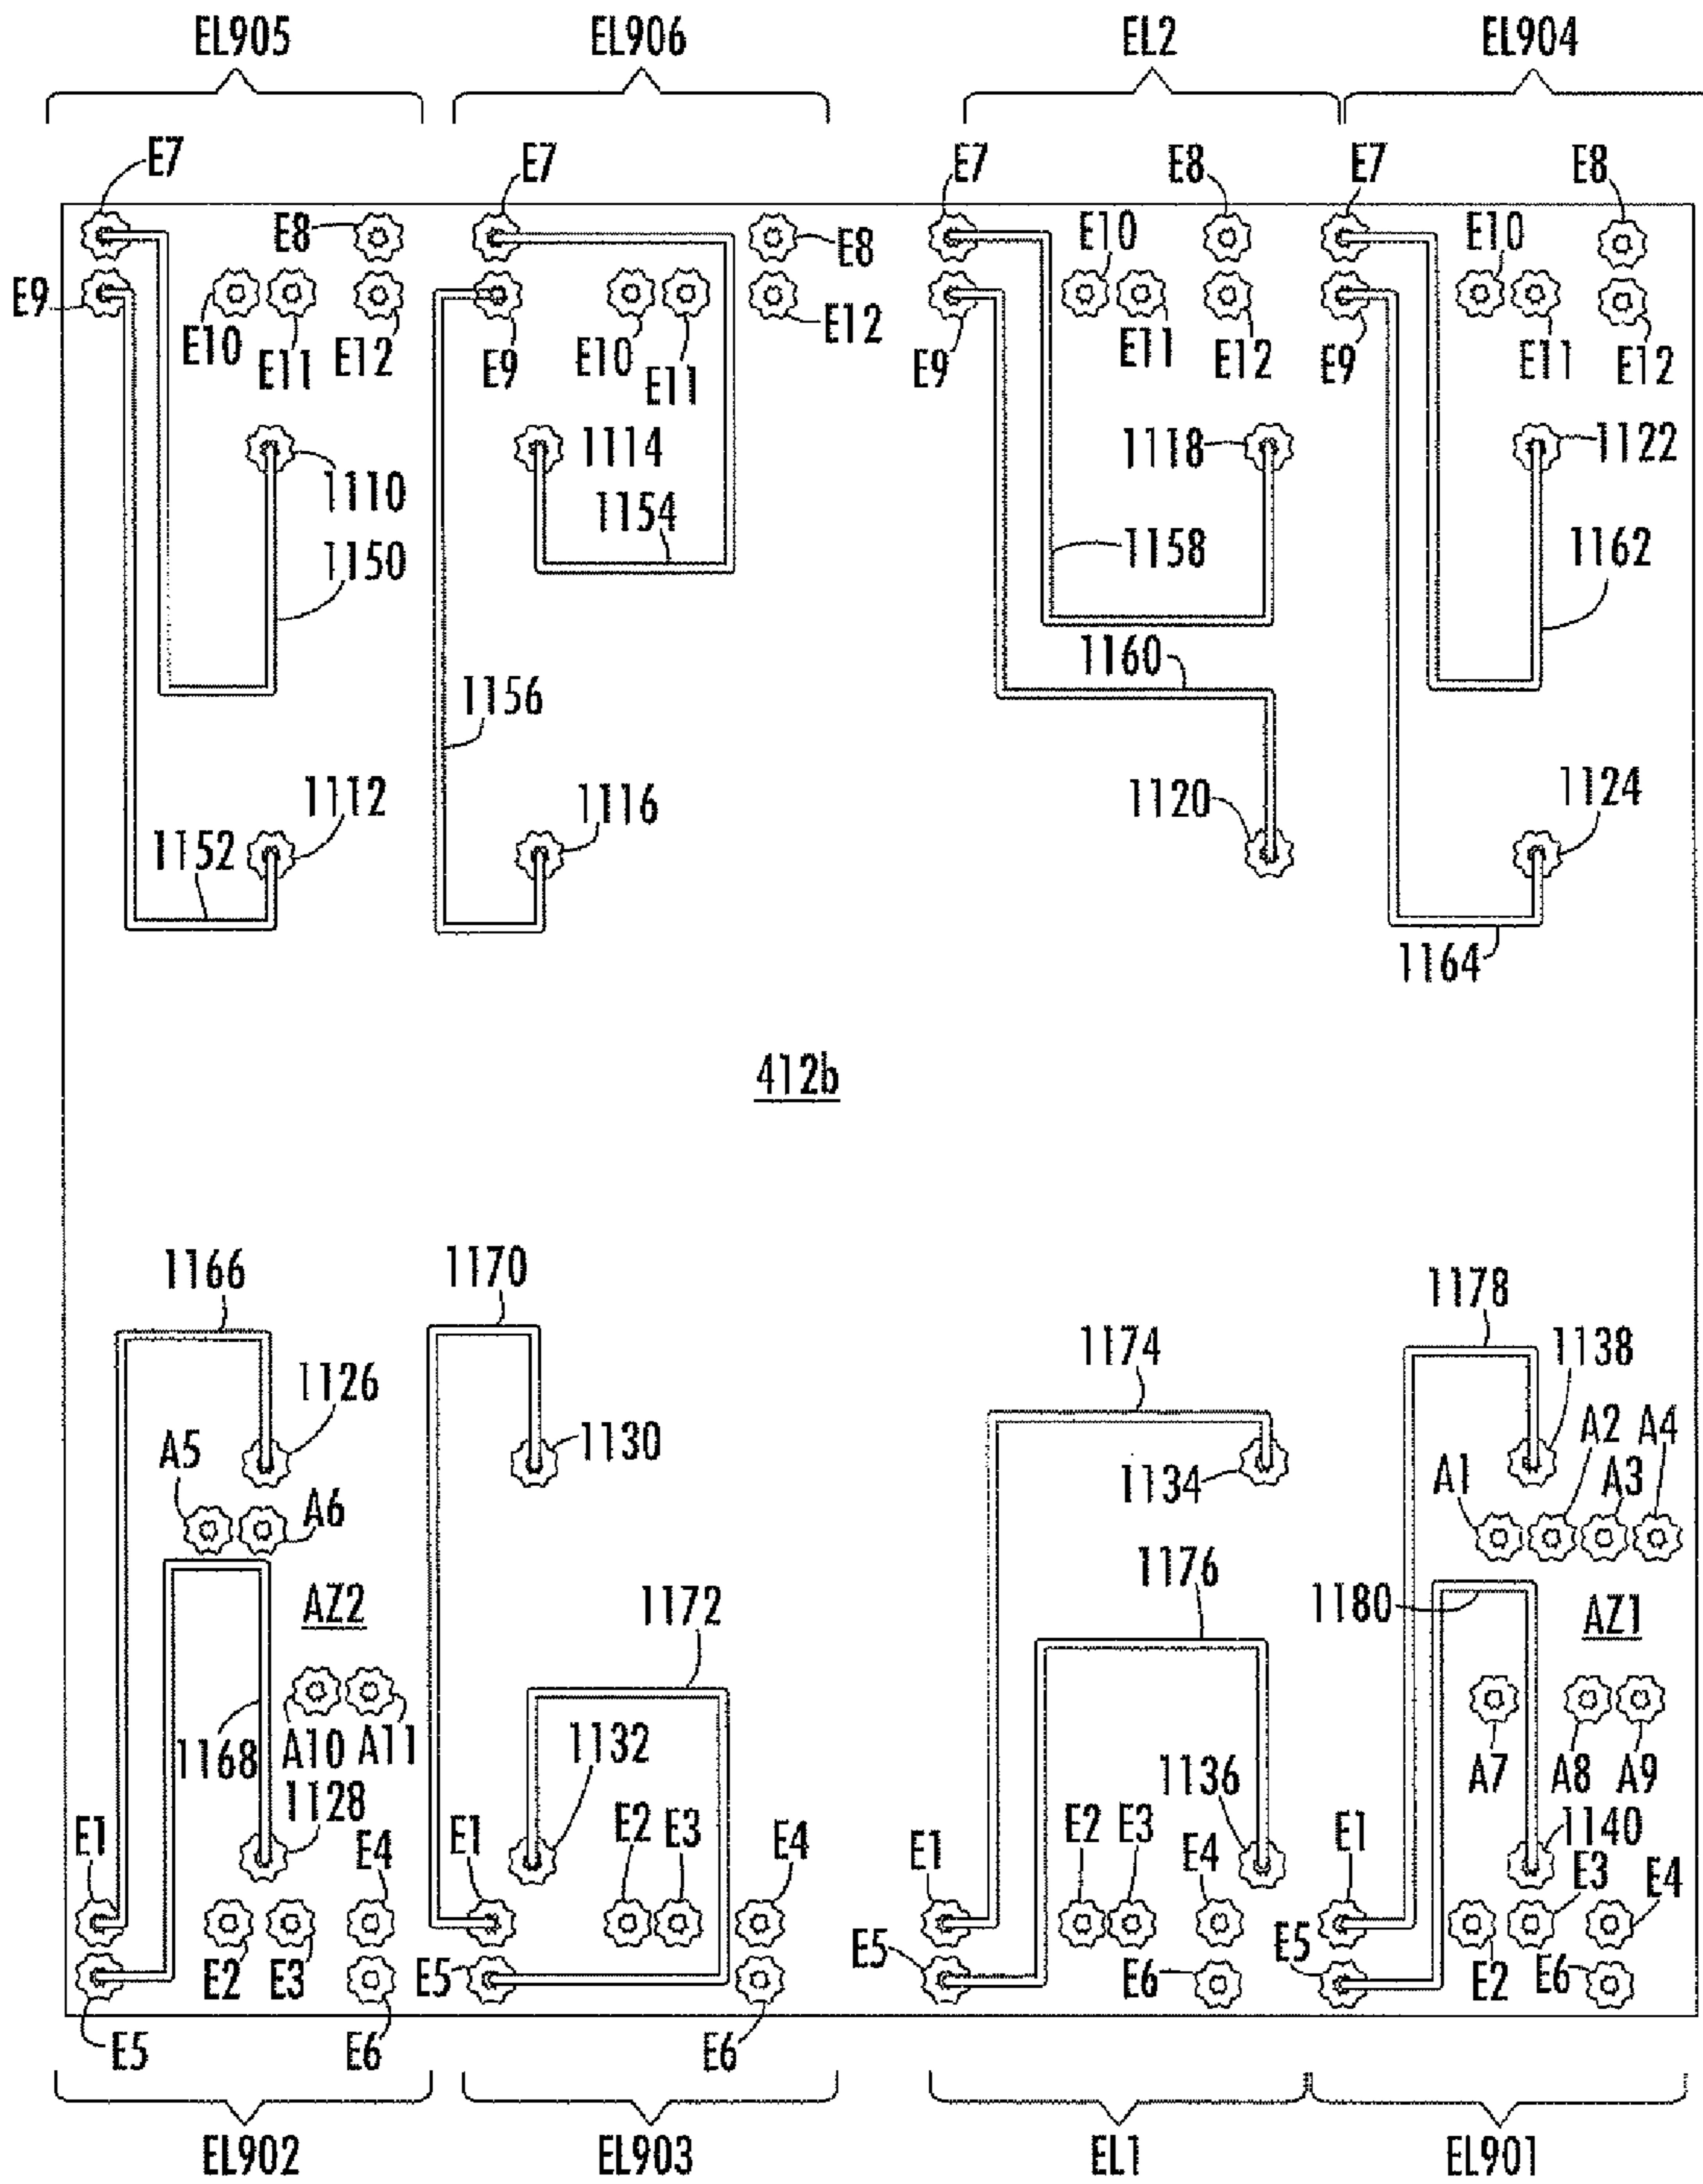 EL905 EL906 EL2 EL904
E7 E7 E7 E8 E7 E8
E8 E8 E10 E10
E9 E10 E11 E12 E9 E10 E11 E12 E9 E11 E12 E9 E11 E12
1110 1114 1118 1122
1150 1154 1158 1162
1156 1160
1152 1112 1116 1120 1124
1164
412b
1166 1170 1174 1178
1126 1130 1134 1138
A5 A6 A1 A2 A3 A4
AZ2 1172 1176 1180 AZ1
1168 A10 A11 1132 1136 A7 A8 A9
1128 1140
E1 E4 E1 E2 E3 E4 E1 E2 E3 E4 E1 E3 E4
E2 E3 E5 E5 E6 E5 E2 E6
E5 E6 E6
EL902 EL903 EL1 EL901